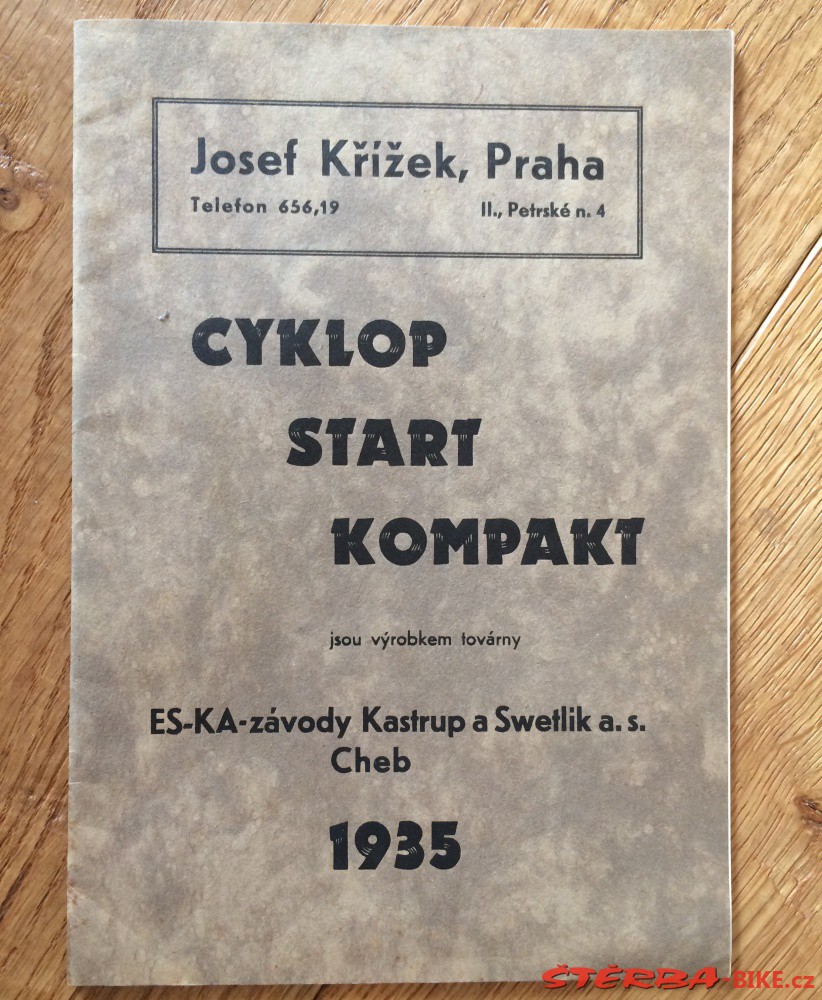 Josef Křížek, Praha
Telefon 656,19 II., Petrské n. 4
CYKLOP
START
KOMPAKT
jsou výrobkem továrny
ES-KA-závody Kastrup a Swetlik a. s.
Cheb
1935
ŠTĚRBA-BIKE.cz